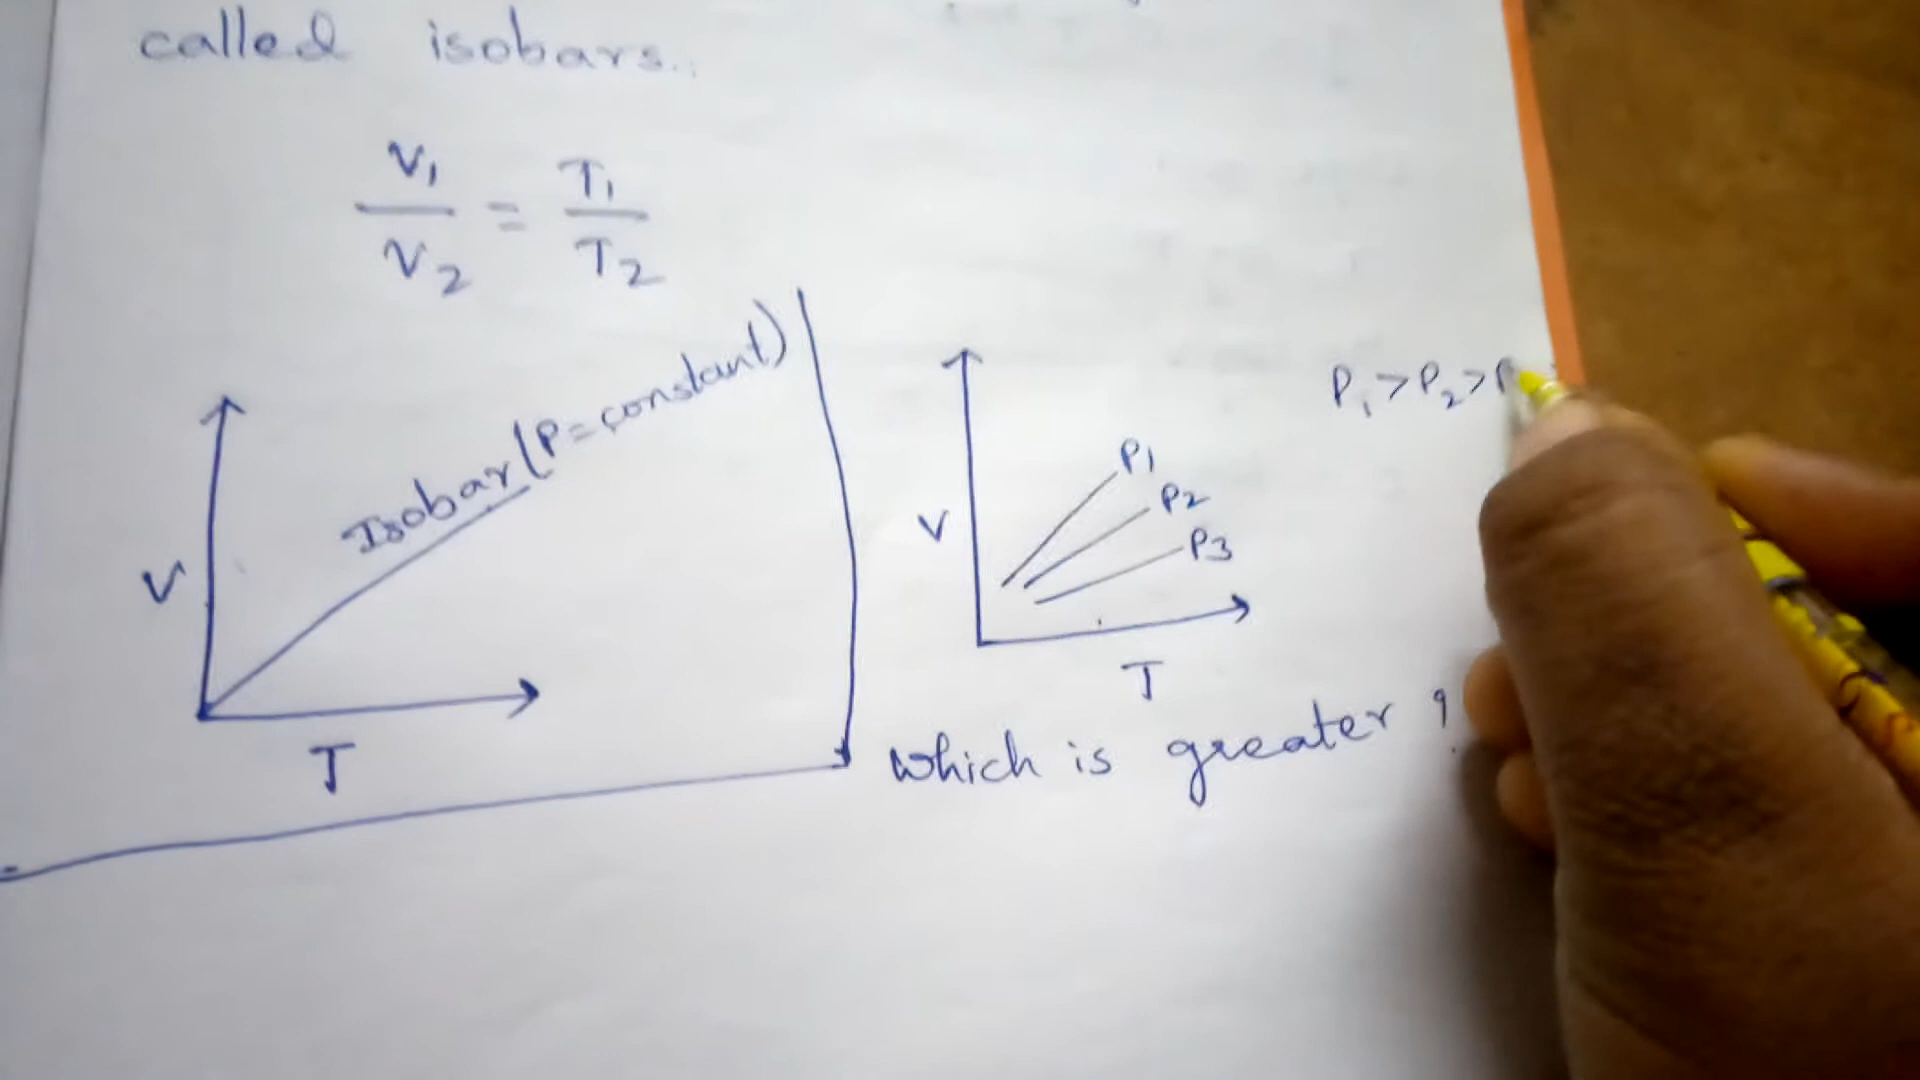 called isobars..
V1/V2 = T1/T2
Isobar (P=constant)
V
T
P1 > P2 > P
P1
P2
P3
V
T
which is greater ?